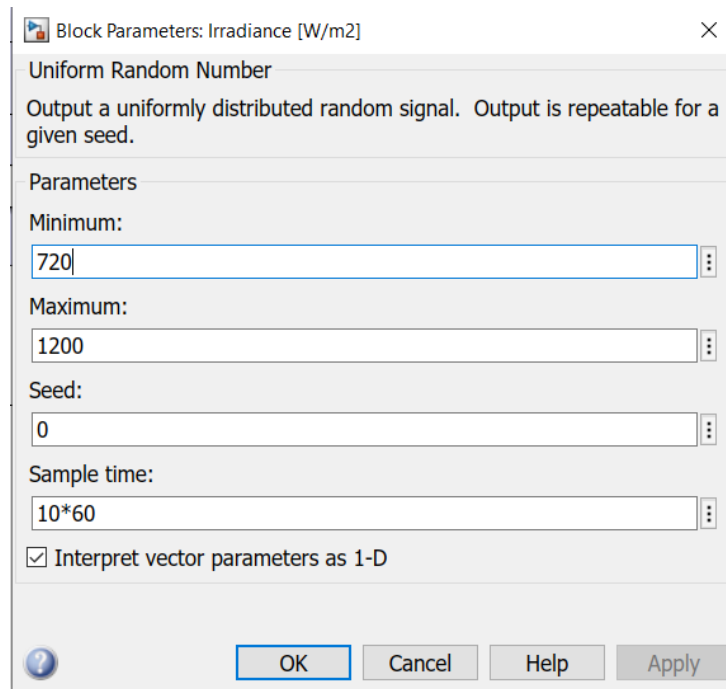 Block Parameters: Irradiance [W/m2]
Uniform Random Number
Output a uniformly distributed random signal. Output is repeatable for a
given seed.
Parameters
Minimum:
720
Maximum:
1200
Seed:
0
Sample time:
10*60
Interpret vector parameters as 1-D
OK Cancel Help Apply